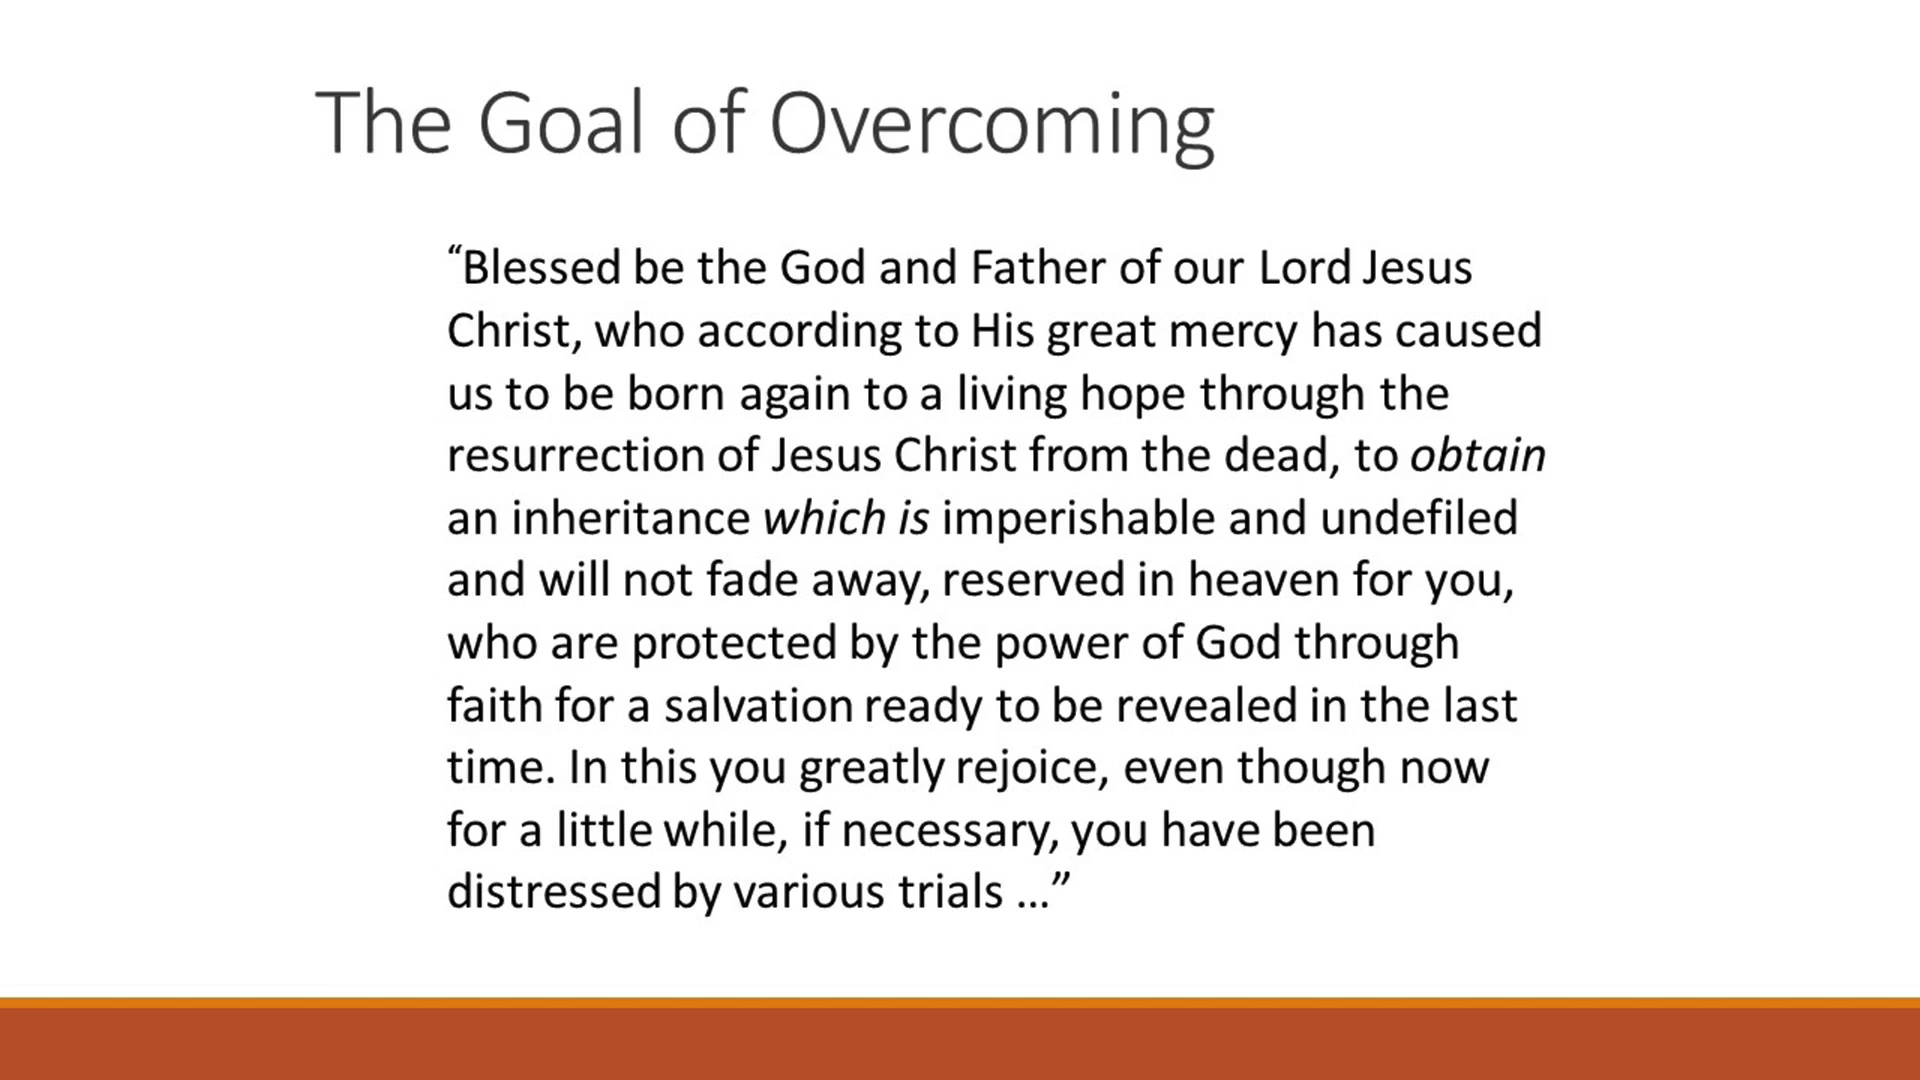 The Goal of Overcoming
“Blessed be the God and Father of our Lord Jesus
Christ, who according to His great mercy has caused
us to be born again to a living hope through the
resurrection of Jesus Christ from the dead, to obtain
an inheritance which is imperishable and undefiled
and will not fade away, reserved in heaven for you,
who are protected by the power of God through
faith for a salvation ready to be revealed in the last
time. In this you greatly rejoice, even though now
for a little while, if necessary, you have been
distressed by various trials …”